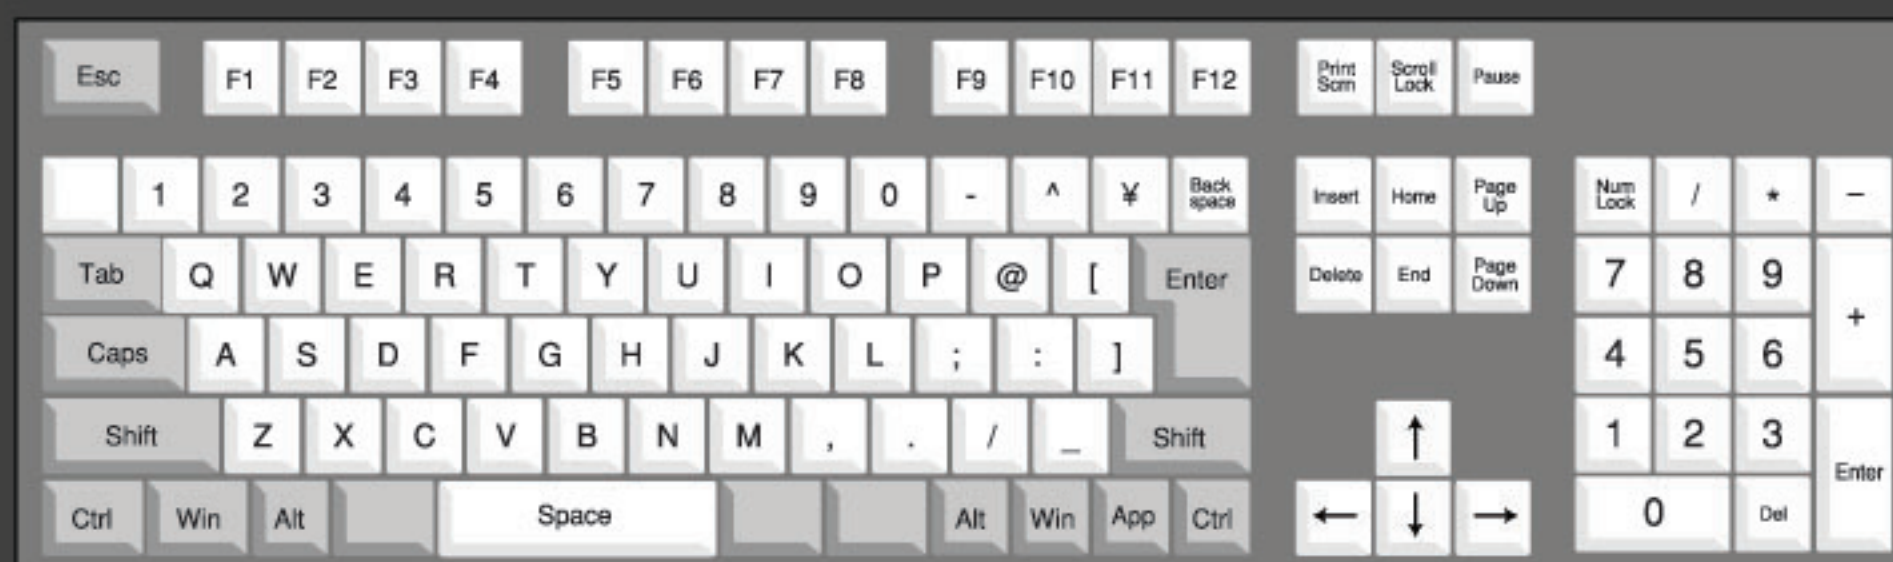 Esc F1 F2 F3 F4 F5 F6 F7 F8 F9 F10 F11 F12 Print Scrn Scroll Lock Pause
1 2 3 4 5 6 7 8 9 0 - ^ ¥ Back space Insert Home Page Up Num Lock / * −
Tab Q W E R T Y U I O P @ [ Enter Delete End Page Down 7 8 9 +
Caps A S D F G H J K L ; : ] 4 5 6
Shift Z X C V B N M , . / _ Shift ↑ 1 2 3 Enter
Ctrl Win Alt Space Alt Win App Ctrl ← ↓ → 0 Del